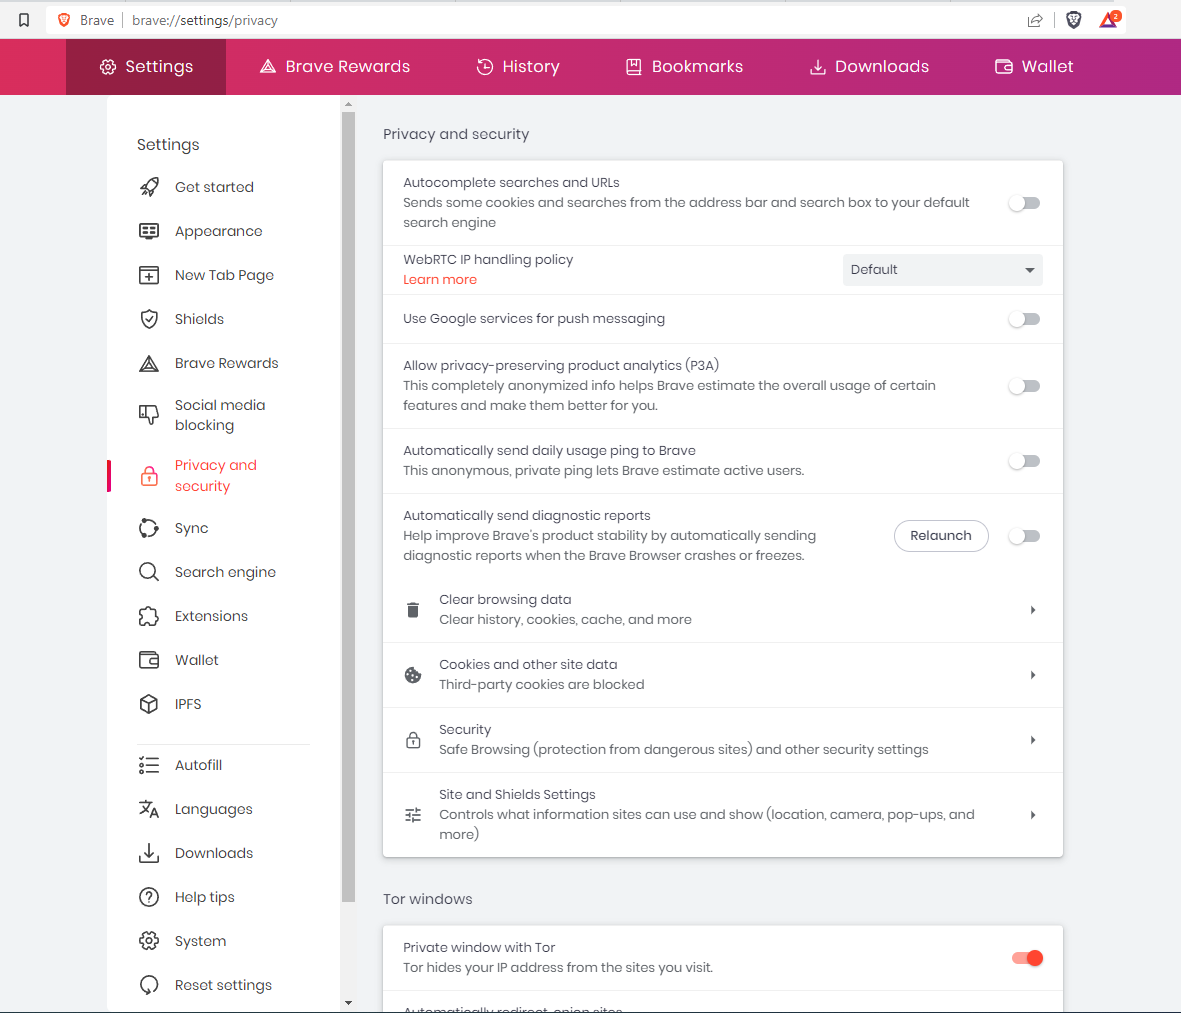 Brave
brave://settings/privacy
2
Settings
Brave Rewards
History
Bookmarks
Downloads
Wallet
Settings
Get started
Appearance
New Tab Page
Shields
Brave Rewards
Social media
blocking
Privacy and
security
Sync
Search engine
Extensions
Wallet
IPFS
Autofill
Languages
Downloads
Help tips
System
Reset settings
Privacy and security
Autocomplete searches and URLs
Sends some cookies and searches from the address bar and search box to your default
search engine
WebRTC IP handling policy
Learn more
Default
Use Google services for push messaging
Allow privacy-preserving product analytics (P3A)
This completely anonymized info helps Brave estimate the overall usage of certain
features and make them better for you.
Automatically send daily usage ping to Brave
This anonymous, private ping lets Brave estimate active users.
Automatically send diagnostic reports
Help improve Brave's product stability by automatically sending
diagnostic reports when the Brave Browser crashes or freezes.
Relaunch
Clear browsing data
Clear history, cookies, cache, and more
Cookies and other site data
Third-party cookies are blocked
Security
Safe Browsing (protection from dangerous sites) and other security settings
Site and Shields Settings
Controls what information sites can use and show (location, camera, pop-ups, and
more)
Tor windows
Private window with Tor
Tor hides your IP address from the sites you visit.
Automatically redirect .onion sites